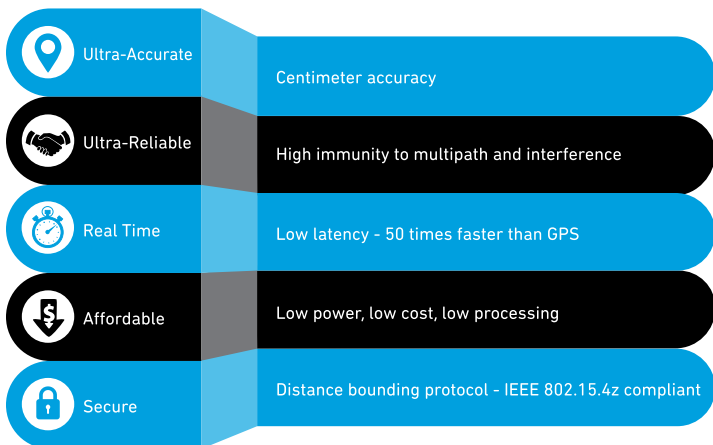 Ultra-Accurate
Centimeter accuracy
Ultra-Reliable
High immunity to multipath and interference
Real Time
Low latency - 50 times faster than GPS
$
Affordable
Low power, low cost, low processing
Secure
Distance bounding protocol - IEEE 802.15.4z compliant